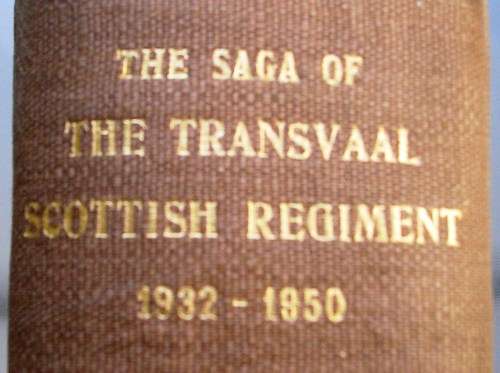 THE SAGA OF
THE TRANSVAAL
SCOTTISH REGIMENT
1932 - 1950